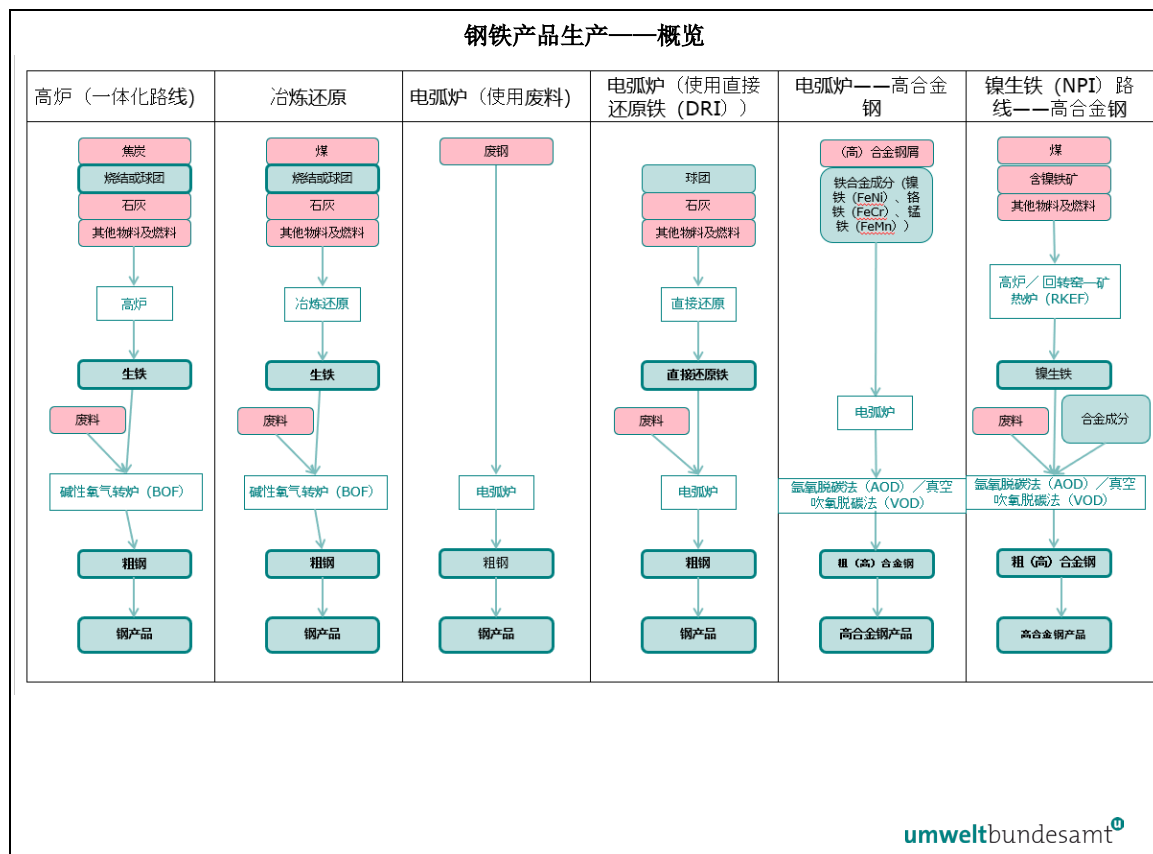 钢铁产品生产——概览
高炉（一体化路线)
焦炭
烧结或球团
石灰
其他物料及燃料
高炉
生铁
废料
碱性氧气转炉（BOF）
粗钢
钢产品
冶炼还原
煤
烧结或球团
石灰
其他物料及燃料
冶炼还原
生铁
废料
碱性氧气转炉（BOF）
粗钢
钢产品
电弧炉（使用废料)
废钢
电弧炉
粗钢
钢产品
电弧炉（使用直接
还原铁（DRI））
球团
石灰
其他物料及燃料
直接还原
直接还原铁
废料
电弧炉
粗钢
钢产品
电弧炉——高合金
钢
（高）合金钢屑
铁合金成分（镍
铁（FeNi）、铬
铁（FeCr）、锰
铁（FeMn））
电弧炉
氩氧脱碳法（AOD）／真空
吹氧脱碳法（VOD）
粗（高）合金钢
高合金钢产品
镍生铁（NPI）路
线——高合金钢
煤
含镍铁矿
其他物料及燃料
高炉／回转窑—矿
热炉（RKEF）
镍生铁
废料
合金成分
氩氧脱碳法（AOD）／真空
吹氧脱碳法（VOD）
粗（高）合金钢
高合金钢产品
umweltbundesamt